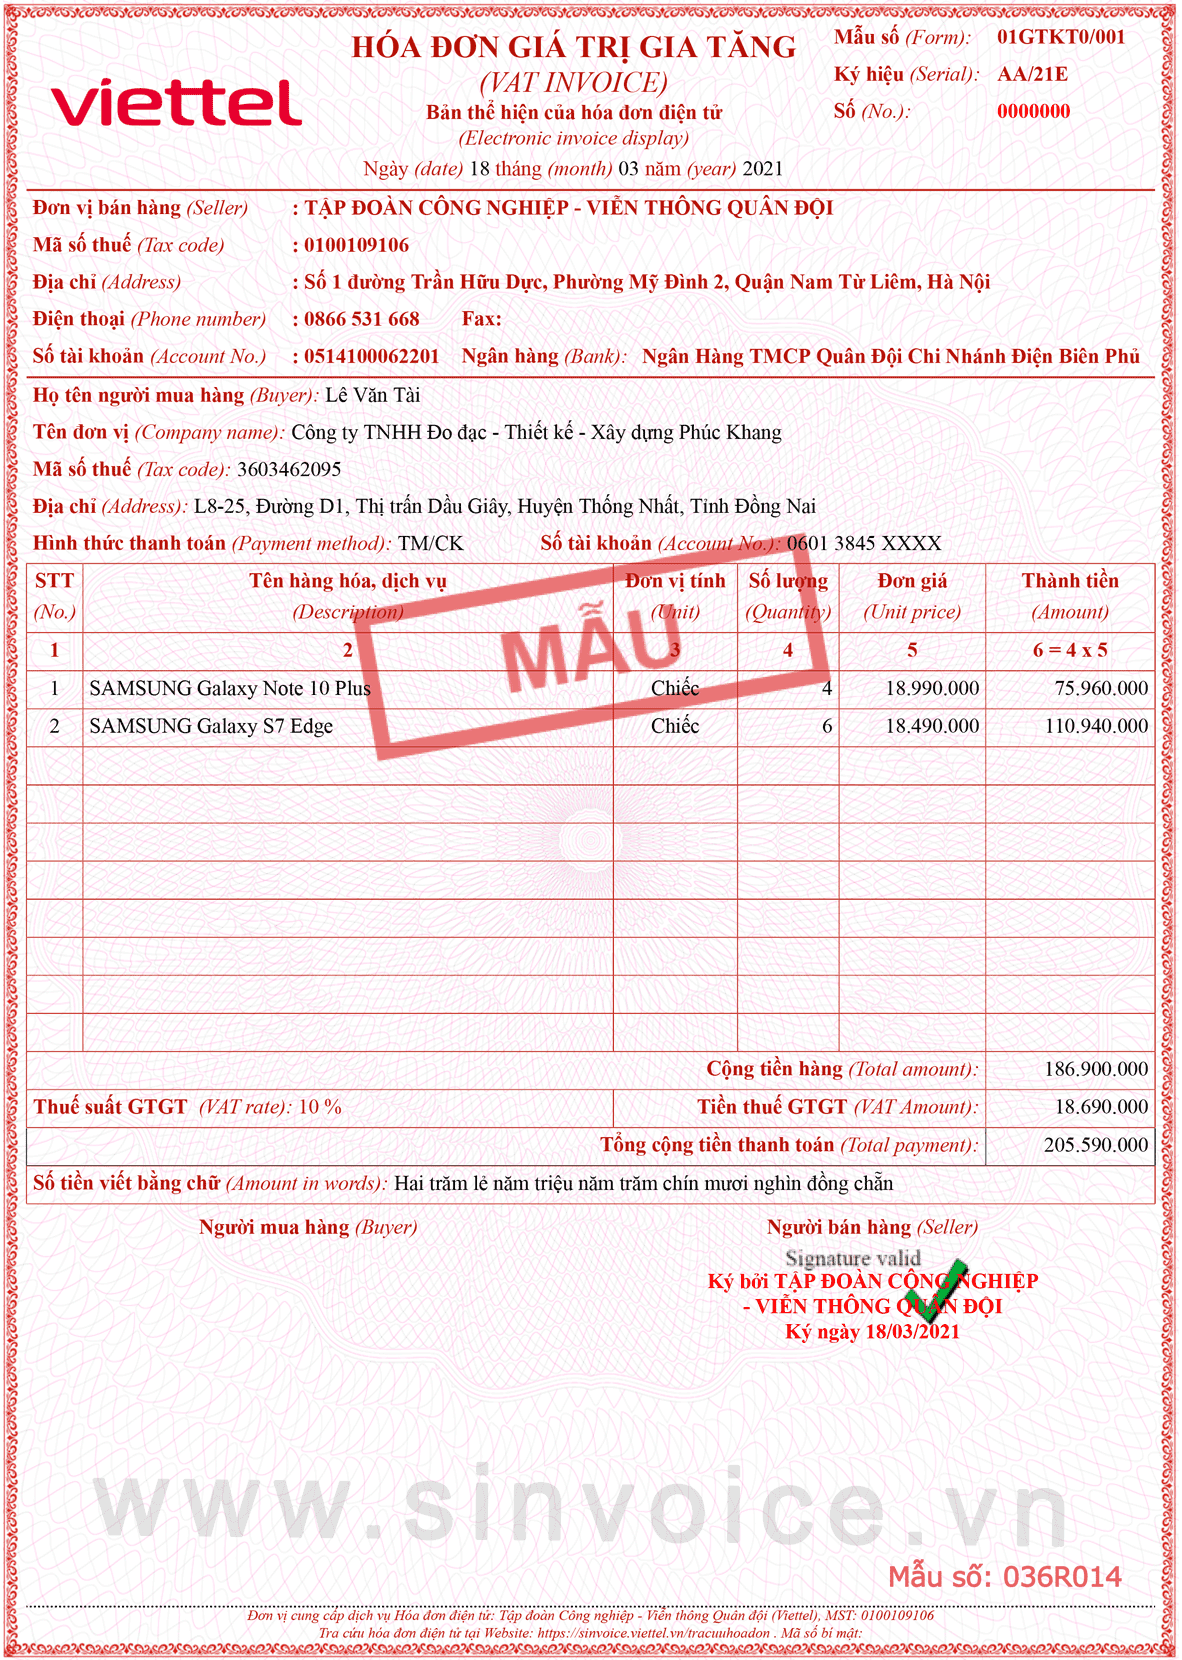 viettel
HÓA ĐƠN GIÁ TRỊ GIA TĂNG
(VAT INVOICE)
Bản thể hiện của hóa đơn điện tử
(Electronic invoice display)
Ngày (date) 18 tháng (month) 03 năm (year) 2021
Mẫu số (Form): 01GTKT0/001
Ký hiệu (Serial): AA/21E
Số (No.): 0000000
Đơn vị bán hàng (Seller) : TẬP ĐOÀN CÔNG NGHIỆP - VIỄN THÔNG QUÂN ĐỘI
Mã số thuế (Tax code) : 0100109106
Địa chỉ (Address) : Số 1 đường Trần Hữu Dực, Phường Mỹ Đình 2, Quận Nam Từ Liêm, Hà Nội
Điện thoại (Phone number) : 0866 531 668 Fax:
Số tài khoản (Account No.) : 0514100062201 Ngân hàng (Bank): Ngân Hàng TMCP Quân Đội Chi Nhánh Điện Biên Phủ
Họ tên người mua hàng (Buyer): Lê Văn Tài
Tên đơn vị (Company name): Công ty TNHH Đo đạc - Thiết kế - Xây dựng Phúc Khang
Mã số thuế (Tax code): 3603462095
Địa chỉ (Address): L8-25, Đường D1, Thị trấn Dầu Giây, Huyện Thống Nhất, Tỉnh Đồng Nai
Hình thức thanh toán (Payment method): TM/CK Số tài khoản (Account No.): 0601 3845 XXXX
STT Tên hàng hóa, dịch vụ Đơn vị tính Số lượng Đơn giá Thành tiền
(No.) (Description) (Unit) (Quantity) (Unit price) (Amount)
1 2 3 4 5 6 = 4 x 5
MẪU
1 SAMSUNG Galaxy Note 10 Plus Chiếc 4 18.990.000 75.960.000
2 SAMSUNG Galaxy S7 Edge Chiếc 6 18.490.000 110.940.000
Cộng tiền hàng (Total amount): 186.900.000
Thuế suất GTGT (VAT rate): 10 % Tiền thuế GTGT (VAT Amount): 18.690.000
Tổng cộng tiền thanh toán (Total payment): 205.590.000
Số tiền viết bằng chữ (Amount in words): Hai trăm lẻ năm triệu năm trăm chín mươi nghìn đồng chẵn
Người mua hàng (Buyer) Người bán hàng (Seller)
Signature valid
Ký bởi TẬP ĐOÀN CÔNG NGHIỆP
- VIỄN THÔNG QUÂN ĐỘI
Ký ngày 18/03/2021
www.sinvoice.vn
Mẫu số: 036R014
Đơn vị cung cấp dịch vụ Hóa đơn điện tử: Tập đoàn Công nghiệp - Viễn thông Quân đội (Viettel), MST: 0100109106
Tra cứu hóa đơn điện tử tại Website: https://sinvoice.viettel.vn/tracuuhoadon . Mã số bí mật: